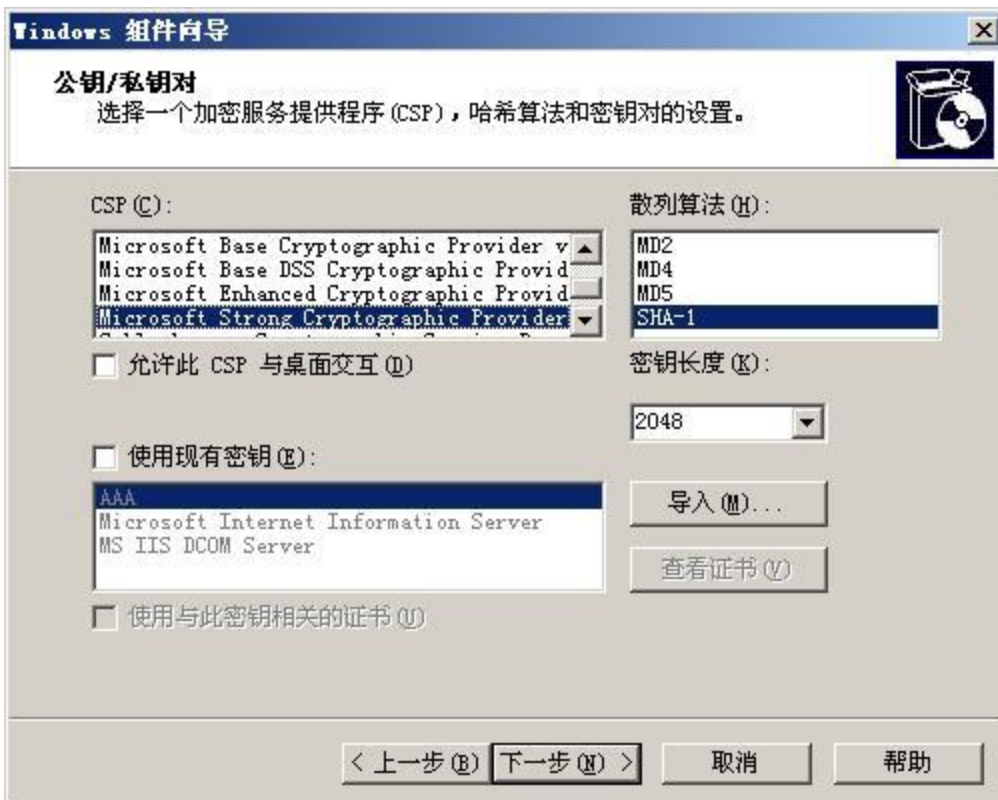 Windows 组件向导
公钥/私钥对
选择一个加密服务提供程序(CSP)，哈希算法和密钥对的设置。
CSP(C):
散列算法(H):
Microsoft Base Cryptographic Provider v
Microsoft Base DSS Cryptographic Provid
Microsoft Enhanced Cryptographic Provid
Microsoft Strong Cryptographic Provider
MD2
MD4
MD5
SHA-1
允许此 CSP 与桌面交互(D)
密钥长度(K):
2048
使用现有密钥(E):
AAA
Microsoft Internet Information Server
MS IIS DCOM Server
导入(M)...
查看证书(V)
使用与此密钥相关的证书(U)
< 上一步(B)
下一步(N) >
取消
帮助